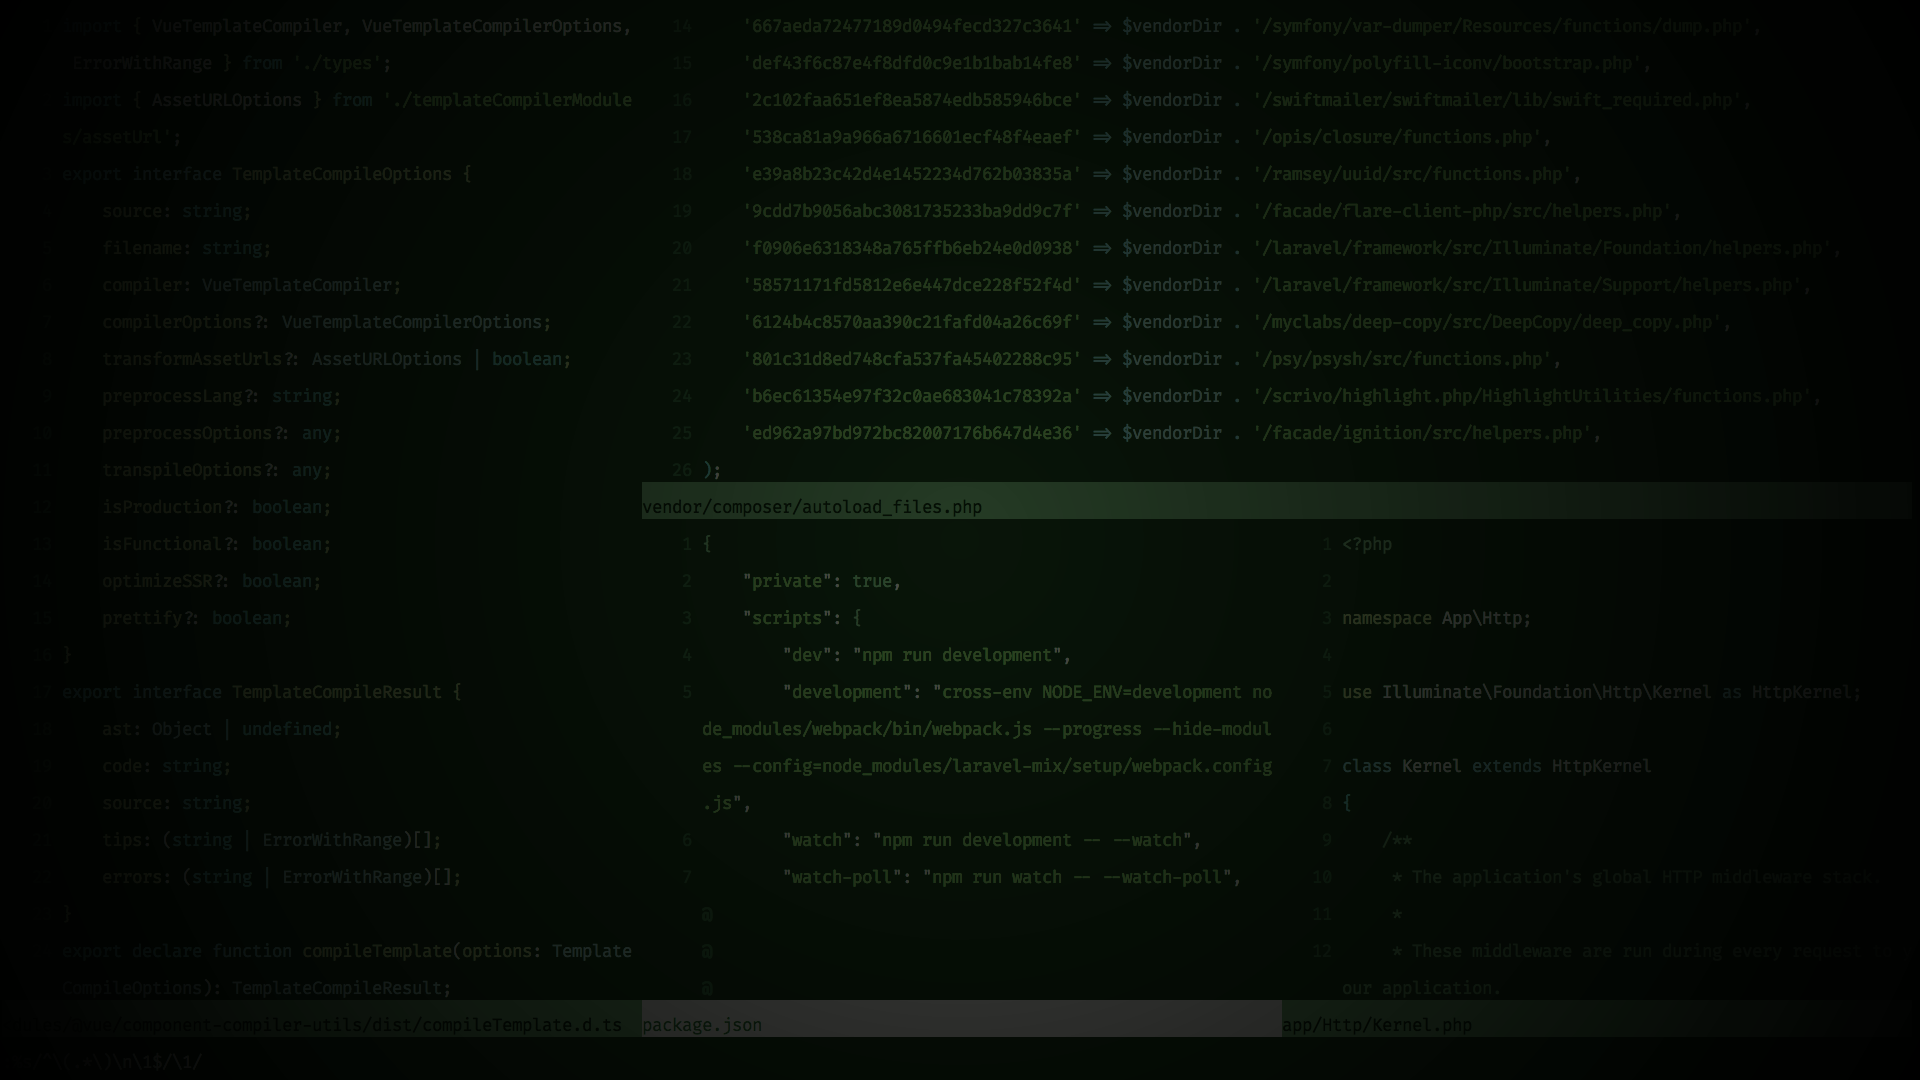 import { VueTemplateCompiler, VueTemplateCompilerOptions,
ErrorWithRange } from './types';
import { AssetURLOptions } from './templateCompilerModule
s/assetUrl';
export interface TemplateCompileOptions {
source: string;
filename: string;
compiler: VueTemplateCompiler;
compilerOptions?: VueTemplateCompilerOptions;
transformAssetUrls?: AssetURLOptions | boolean;
preprocessLang?: string;
preprocessOptions?: any;
transpileOptions?: any;
isProduction?: boolean;
isFunctional?: boolean;
optimizeSSR?: boolean;
prettify?: boolean;
}
export interface TemplateCompileResult {
ast: Object | undefined;
code: string;
source: string;
tips: (string | ErrorWithRange)[];
errors: (string | ErrorWithRange)[];
}
export declare function compileTemplate(options: Template
CompileOptions): TemplateCompileResult;
/component-compiler-utils/dist/compileTemplate.d.ts
14 '667aeda72477189d0494fecd327c3641' => $vendorDir . '/symfony/var-dumper/Resources/functions/dump.php',
15 'def43f6c87e4f8dfd0c9e1b1bab14fe8' => $vendorDir . '/symfony/polyfill-iconv/bootstrap.php',
16 '2c102faa651ef8ea5874edb585946bce' => $vendorDir . '/swiftmailer/swiftmailer/lib/swift_required.php',
17 '538ca81a9a966a6716601ecf48f4eaef' => $vendorDir . '/opis/closure/functions.php',
18 'e39a8b23c42d4e1452234d762b03835a' => $vendorDir . '/ramsey/uuid/src/functions.php',
19 '9cdd7b9056abc3081735233ba9dd9c7f' => $vendorDir . '/facade/flare-client-php/src/helpers.php',
20 'f0906e6318348a765ffb6eb24e0d0938' => $vendorDir . '/laravel/framework/src/Illuminate/Foundation/helpers.php',
21 '58571171fd5812e6e447dce228f52f4d' => $vendorDir . '/laravel/framework/src/Illuminate/Support/helpers.php',
22 '6124b4c8570aa390c21fafd04a26c69f' => $vendorDir . '/myclabs/deep-copy/src/DeepCopy/deep_copy.php',
23 '801c31d8ed748cfa537fa45402288c95' => $vendorDir . '/psy/psysh/src/functions.php',
24 'b6ec61354e97f32c0ae683041c78392a' => $vendorDir . '/scrivo/highlight.php/HighlightUtilities/functions.php',
25 'ed962a97bd972bc82007176b647d4e36' => $vendorDir . '/facade/ignition/src/helpers.php',
26 );
vendor/composer/autoload_files.php
1 {
2 "private": true,
3 "scripts": {
4 "dev": "npm run development",
5 "development": "cross-env NODE_ENV=development no
de_modules/webpack/bin/webpack.js --progress --hide-modul
es --config=node_modules/laravel-mix/setup/webpack.config
.js",
6 "watch": "npm run development -- --watch",
7 "watch-poll": "npm run watch -- --watch-poll",
@
@
@
package.json
1 <?php
2
3 namespace App\Http;
4
5 use Illuminate\Foundation\Http\Kernel as HttpKernel;
6
7 class Kernel extends HttpKernel
8 {
9 /**
10 * The application's global HTTP middleware stack.
11 *
12 * These middleware are run during every request
our application.
app/Http/Kernel.php
\n\1$/\1/